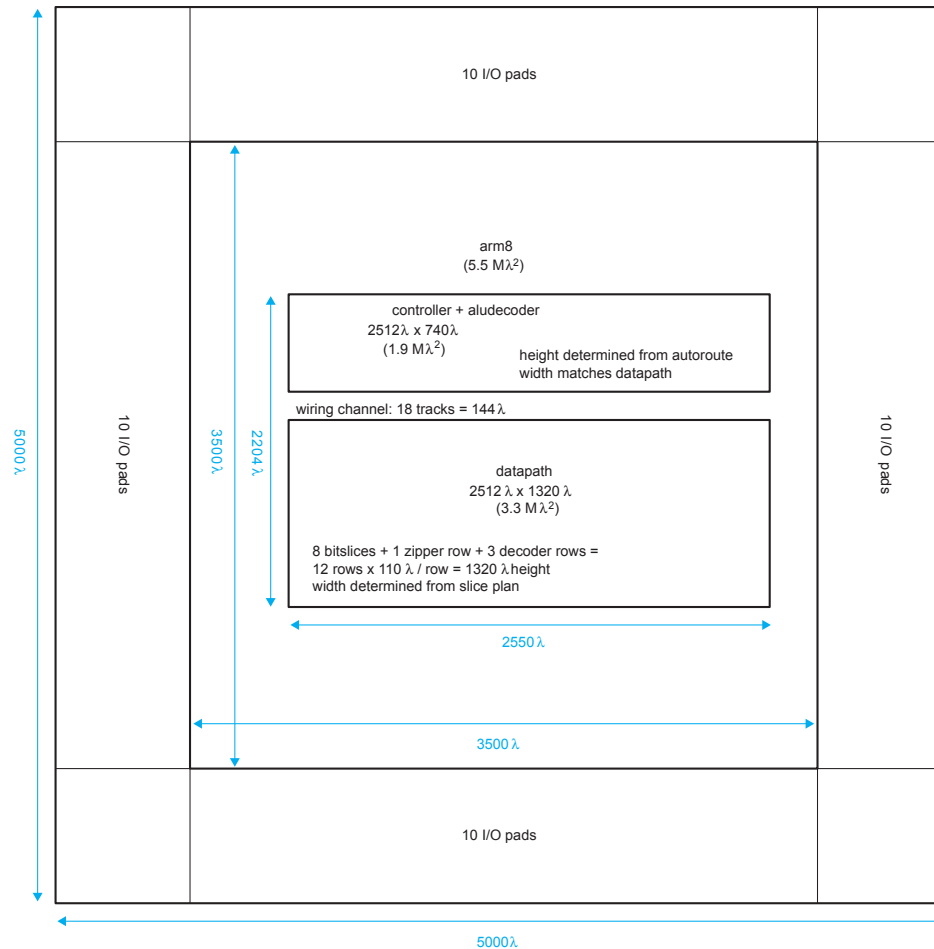 10 I/O pads
arm8
(5.5 Mλ²)
controller + aludecoder
2512λ x 740λ
(1.9 Mλ²)
height determined from autoroute
width matches datapath
wiring channel: 18 tracks = 144λ
datapath
2512 λ x 1320 λ
(3.3 Mλ²)
8 bitslices + 1 zipper row + 3 decoder rows =
12 rows x 110 λ / row = 1320 λ height
width determined from slice plan
5000λ
10 I/O pads
3500λ
2204λ
10 I/O pads
2550λ
3500λ
10 I/O pads
5000λ